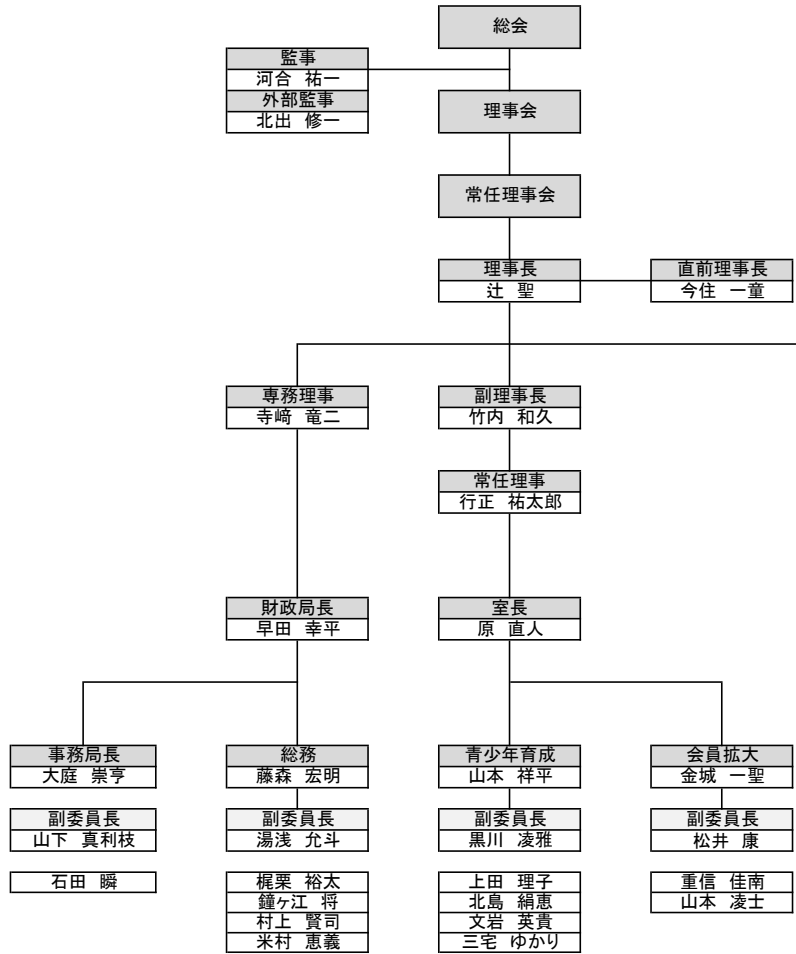 総会
監事
河合 祐一
外部監事
北出 修一
理事会
常任理事会
理事長
辻 聖
直前理事長
今住 一童
専務理事
寺﨑 竜二
副理事長
竹内 和久
常任理事
行正 祐太郎
財政局長
早田 幸平
室長
原 直人
事務局長
大庭 崇亨
総務
藤森 宏明
青少年育成
山本 祥平
会員拡大
金城 一聖
副委員長
山下 真利枝
副委員長
湯浅 允斗
副委員長
黒川 凌雅
副委員長
松井 康
石田 瞬
梶栗 裕太
鐘ヶ江 将
村上 賢司
米村 恵義
上田 理子
北島 絹恵
文岩 英貴
三宅 ゆかり
重信 佳南
山本 凌士